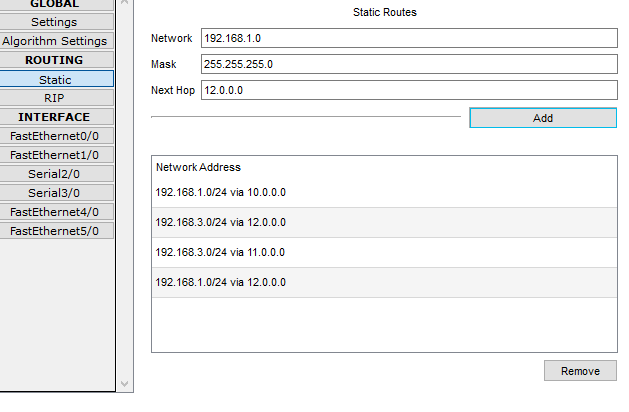 GLOBAL
Settings
Algorithm Settings
ROUTING
Static
RIP
INTERFACE
FastEthernet0/0
FastEthernet1/0
Serial2/0
Serial3/0
FastEthernet4/0
FastEthernet5/0
Static Routes
Network 192.168.1.0
Mask 255.255.255.0
Next Hop 12.0.0.0
Add
Network Address
192.168.1.0/24 via 10.0.0.0
192.168.3.0/24 via 12.0.0.0
192.168.3.0/24 via 11.0.0.0
192.168.1.0/24 via 12.0.0.0
Remove